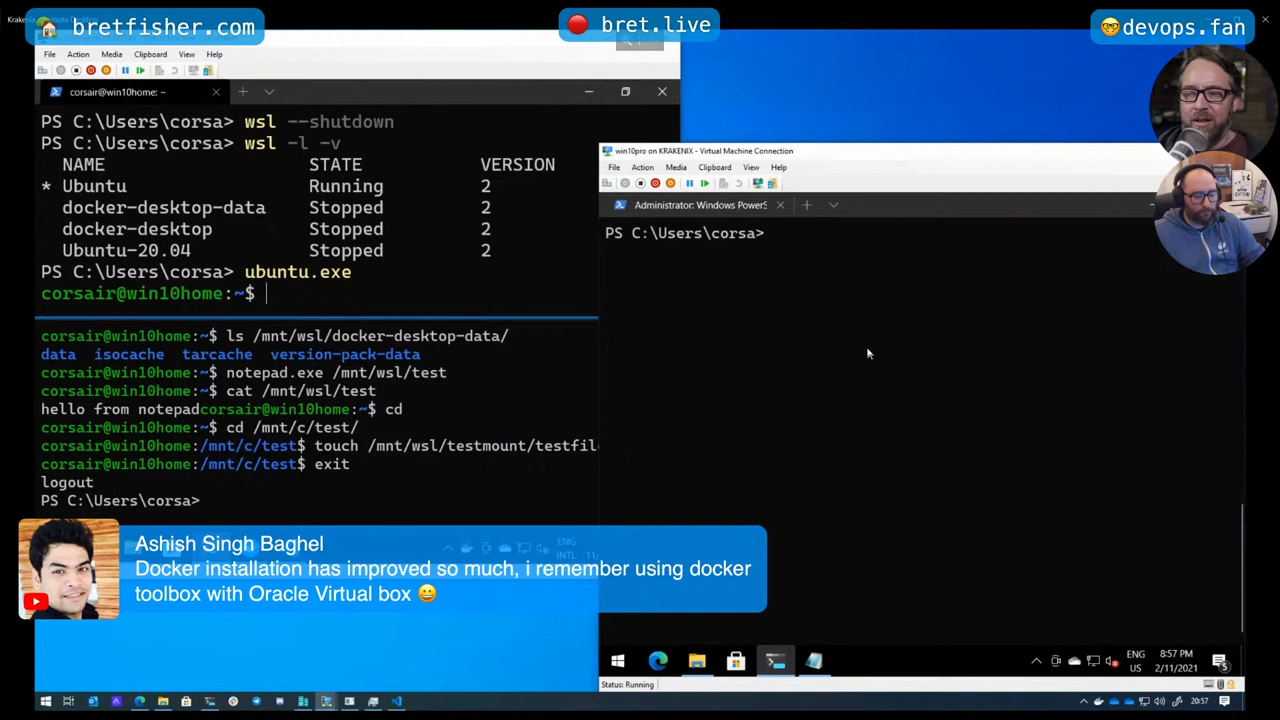 bretfisher.com
bret.live
devops.fan
File Action Media Clipboard View Help
corsair@win10home: ~
PS C:\Users\corsa> wsl --shutdown
PS C:\Users\corsa> wsl -l -v
NAME STATE VERSION
* Ubuntu Running 2
docker-desktop-data Stopped 2
docker-desktop Stopped 2
Ubuntu-20.04 Stopped 2
PS C:\Users\corsa> ubuntu.exe
corsair@win10home:~$
corsair@win10home:~$ ls /mnt/wsl/docker-desktop-data/
data isocache tarcache version-pack-data
corsair@win10home:~$ notepad.exe /mnt/wsl/test
corsair@win10home:~$ cat /mnt/wsl/test
hello from notepadcorsair@win10home:~$ cd
corsair@win10home:~$ cd /mnt/c/test/
corsair@win10home:/mnt/c/test$ touch /mnt/wsl/testmount/testfil
corsair@win10home:/mnt/c/test$ exit
logout
PS C:\Users\corsa>
win10pro on KRAKENIX - Virtual Machine Connection
File Action Media Clipboard View Help
Administrator: Windows PowerS
PS C:\Users\corsa>
ENG
INTL
Ashish Singh Baghel
Docker installation has improved so much, i remember using docker
toolbox with Oracle Virtual box 😀
ENG
US
8:57 PM
2/11/2021
Status: Running
20:57